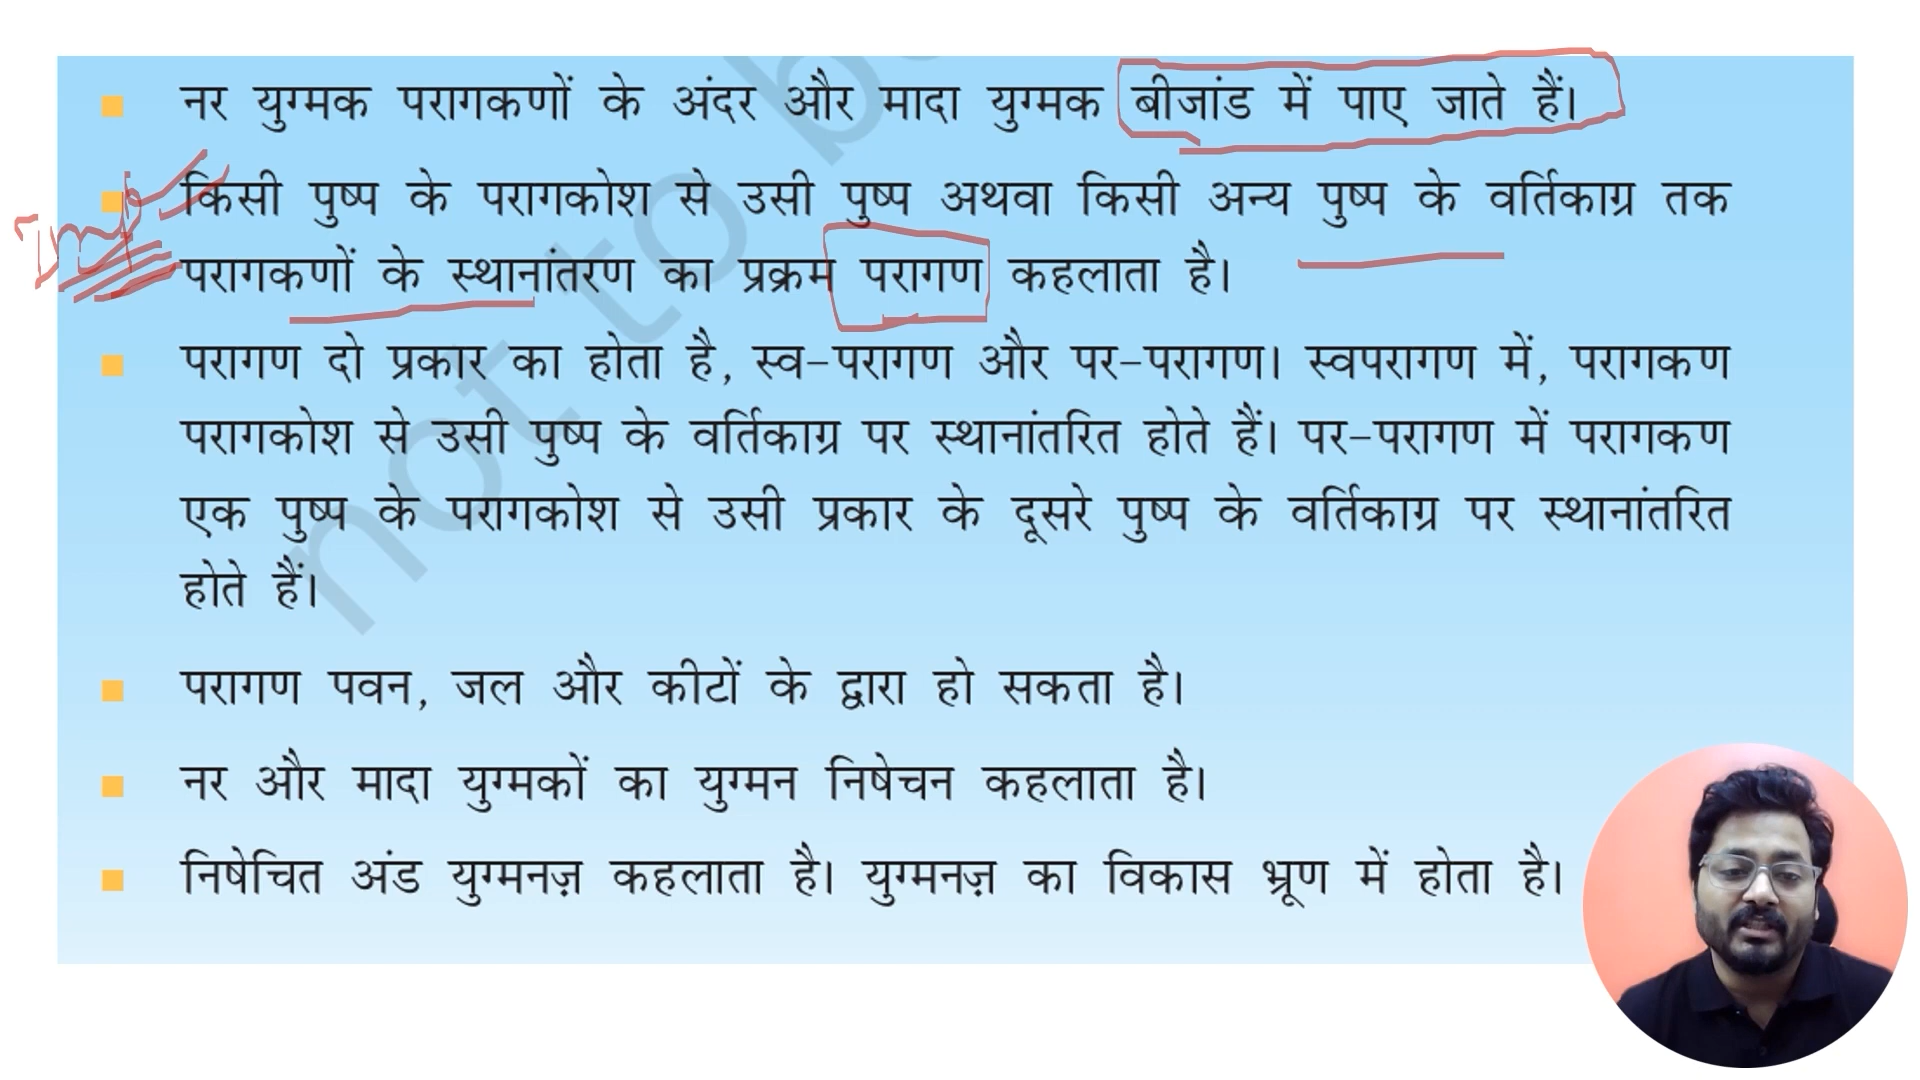 नर युग्मक परागकणों के अंदर और मादा युग्मक बीजांड में पाए जाते हैं।
Imp
किसी पुष्प के परागकोश से उसी पुष्प अथवा किसी अन्य पुष्प के वर्तिकाग्र तक
परागकणों के स्थानांतरण का प्रक्रम परागण कहलाता है।
परागण दो प्रकार का होता है, स्व-परागण और पर-परागण। स्वपरागण में, परागकण
परागकोश से उसी पुष्प के वर्तिकाग्र पर स्थानांतरित होते हैं। पर-परागण में परागकण
एक पुष्प के परागकोश से उसी प्रकार के दूसरे पुष्प के वर्तिकाग्र पर स्थानांतरित
होते हैं।
परागण पवन, जल और कीटों के द्वारा हो सकता है।
नर और मादा युग्मकों का युग्मन निषेचन कहलाता है।
निषेचित अंड युग्मनज़ कहलाता है। युग्मनज़ का विकास भ्रूण में होता है।
not to b